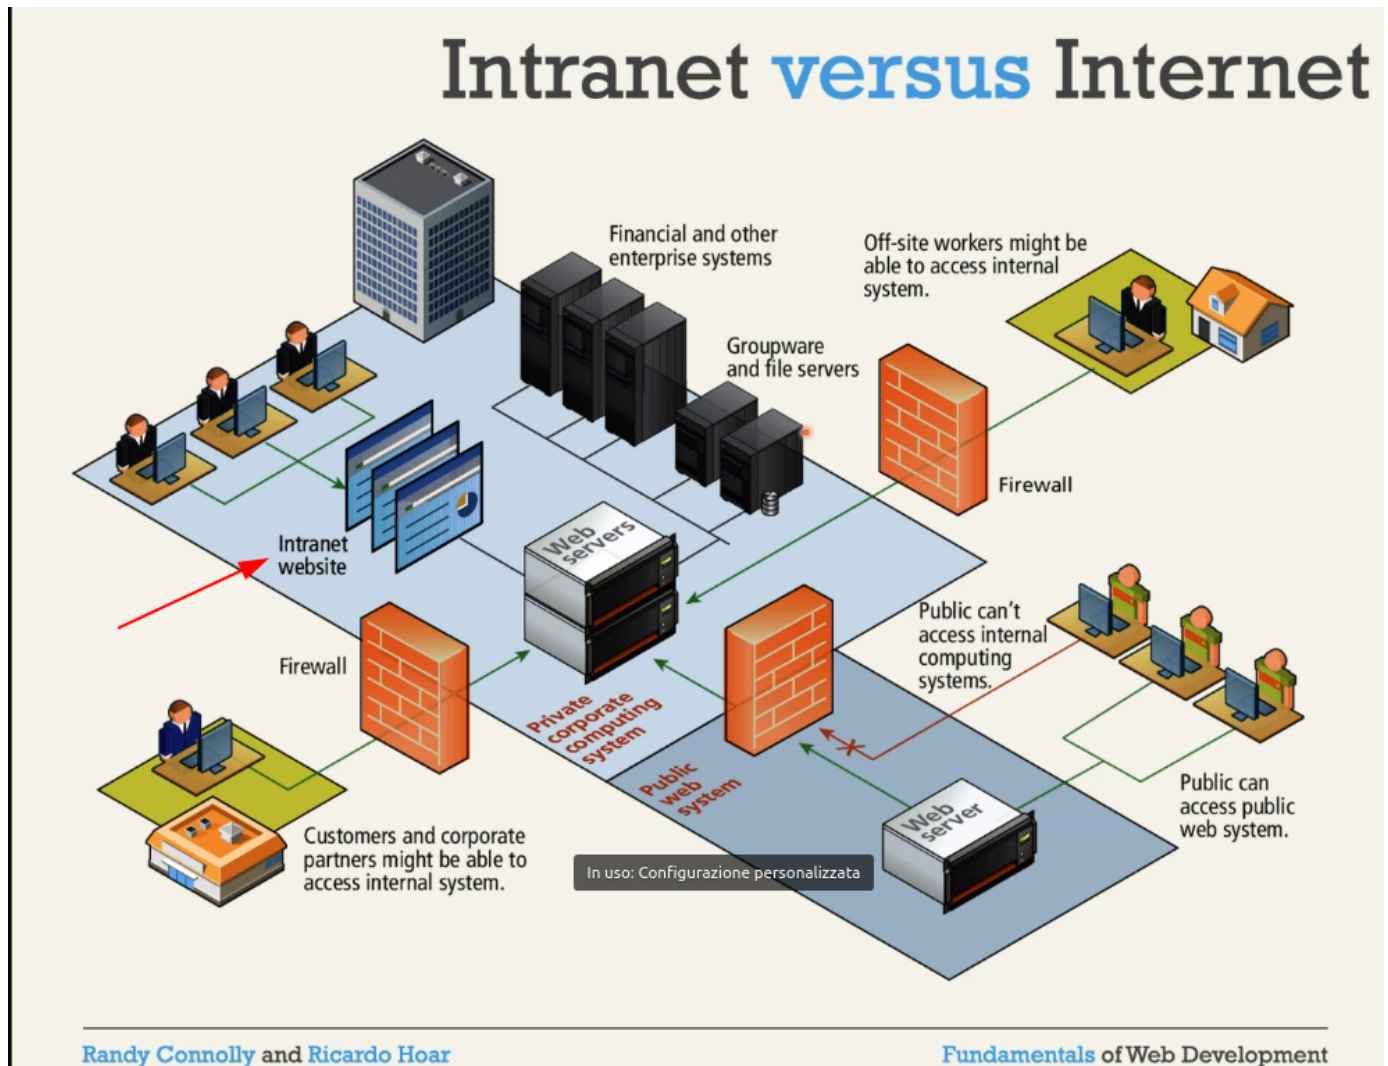 Intranet versus Internet
Financial and other
enterprise systems
Off-site workers might be
able to access internal
system.
Groupware
and file servers
Firewall
Intranet
website
Web
servers
Firewall
Public can't
access internal
computing
systems.
Private
corporate
computing
system
Public
web
system
Web
server
Public can
access public
web system.
Customers and corporate
partners might be able to
access internal system.
In uso: Configurazione personalizzata
Randy Connolly and Ricardo Hoar
Fundamentals of Web Development